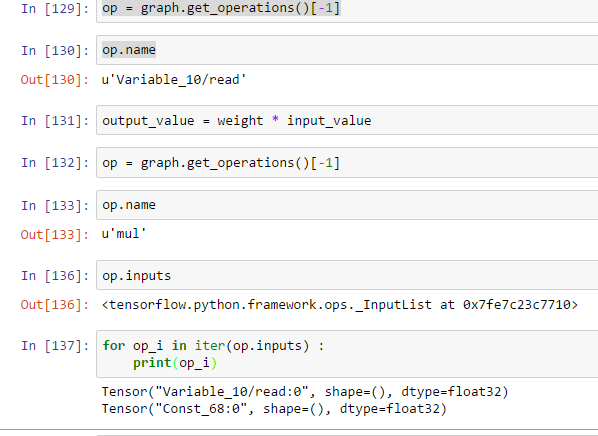 In [129]: op = graph.get_operations()[-1]
In [130]: op.name
Out[130]: u'Variable_10/read'
In [131]: output_value = weight * input_value
In [132]: op = graph.get_operations()[-1]
In [133]: op.name
Out[133]: u'mul'
In [136]: op.inputs
Out[136]: <tensorflow.python.framework.ops._InputList at 0x7fe7c23c7710>
In [137]: for op_i in iter(op.inputs) :
    print(op_i)
Tensor("Variable_10/read:0", shape=(), dtype=float32)
Tensor("Const_68:0", shape=(), dtype=float32)